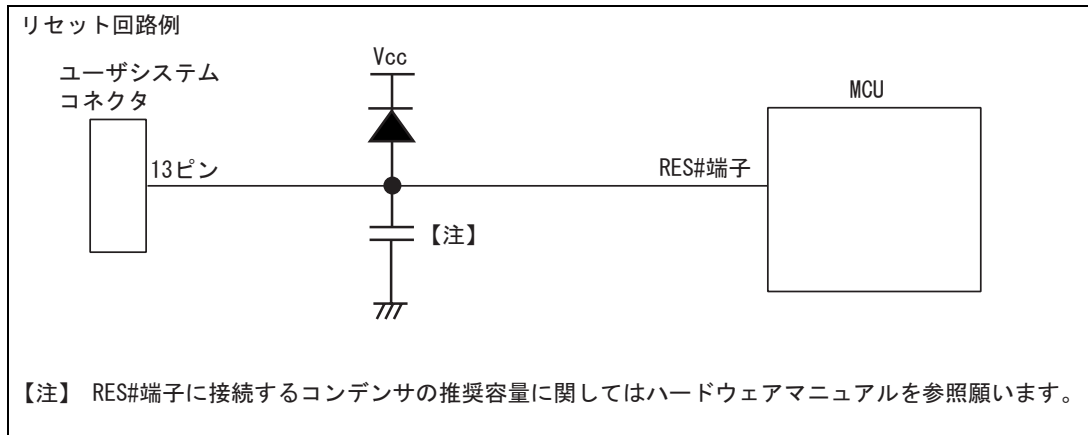 リセット回路例
ユーザシステム
コネクタ
Vcc
MCU
13ピン
RES#端子
【注】
【注】 RES#端子に接続するコンデンサの推奨容量に関してはハードウェアマニュアルを参照願います。